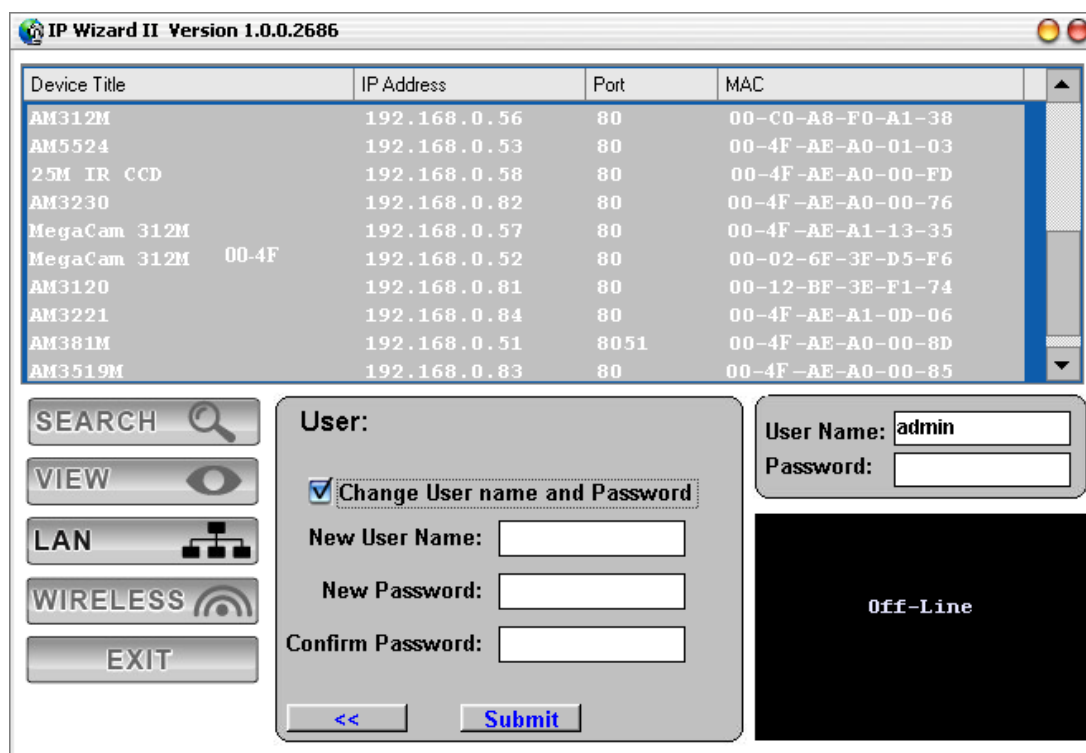 IP Wizard II Version 1.0.0.2686
Device Title IP Address Port MAC
AM312M 192.168.0.56 80 00-C0-A8-F0-A1-38
AM5524 192.168.0.53 80 00-4F-AE-A0-01-03
25M IR CCD 192.168.0.58 80 00-4F-AE-A0-00-FD
AM3230 192.168.0.82 80 00-4F-AE-A0-00-76
MegaCam 312M 192.168.0.57 80 00-4F-AE-A1-13-35
MegaCam 312M 00-4F 192.168.0.52 80 00-02-6F-3F-D5-F6
AM3120 192.168.0.81 80 00-12-BF-3E-F1-74
AM3221 192.168.0.84 80 00-4F-AE-A1-0D-06
AM381M 192.168.0.51 8051 00-4F-AE-A0-00-8D
AM3519M 192.168.0.83 80 00-4F-AE-A0-00-85
SEARCH
VIEW
LAN
WIRELESS
EXIT
User:
Change User name and Password
New User Name:
New Password:
Confirm Password:
<< Submit
User Name: admin
Password:
Off-Line